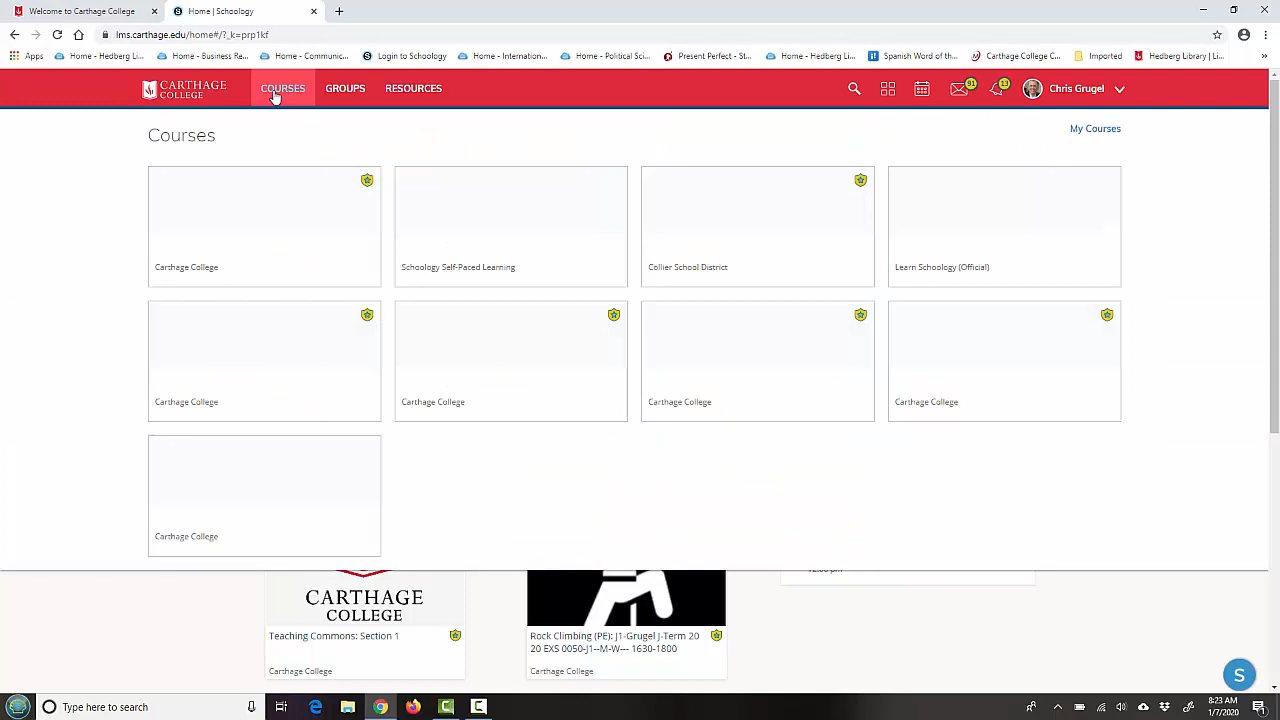 Welcome to Carthage College
Home | Schoology
lms.carthage.edu/home#/?_k=prp1kf
Apps
Home - Hedberg Li...
Home - Business Re...
Home - Communic...
Login to Schoology
Home - Internation...
Home - Political Sci...
Present Perfect - St...
Home - Hedberg Li...
Spanish Word of th...
Carthage College C...
Imported
Hedberg Library | Li...
CARTHAGE
COLLEGE
COURSES
GROUPS
RESOURCES
91
13
Chris Grugel
Courses
My Courses
Carthage College
Schoology Self-Paced Learning
Collier School District
Learn Schoology (Official)
Carthage College
Carthage College
Carthage College
Carthage College
Carthage College
CARTHAGE
COLLEGE
Teaching Commons: Section 1
Carthage College
Rock Climbing (PE): J1-Grugel J-Term 20
20 EXS 0050-J1--M-W--- 1630-1800
Carthage College
S
Type here to search
8:23 AM
1/7/2020